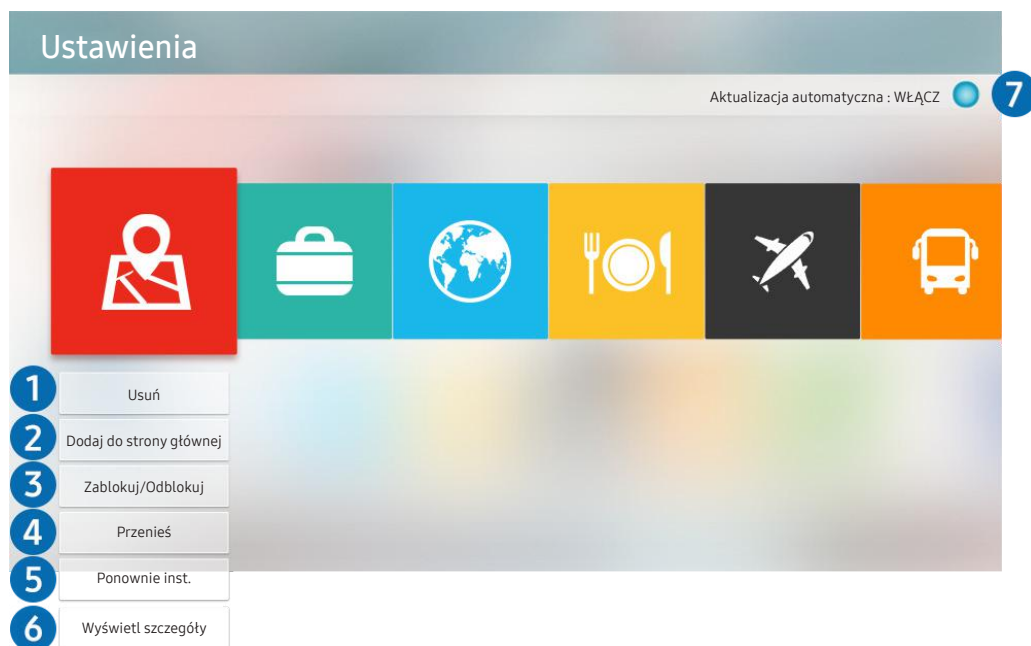 Ustawienia
Aktualizacja automatyczna : WŁĄCZ
7
1
Usuń
2
Dodaj do strony głównej
3
Zablokuj/Odblokuj
4
Przenieś
5
Ponownie inst.
6
Wyświetl szczegóły